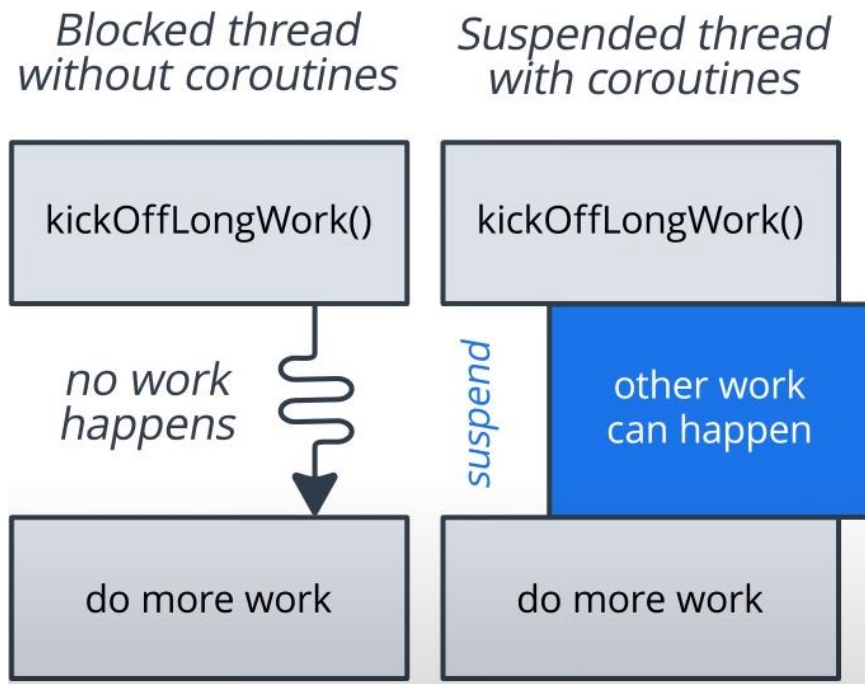 Blocked thread
without coroutines
kickOffLongWork()
no work
happens
do more work
Suspended thread
with coroutines
kickOffLongWork()
suspend
other work
can happen
do more work